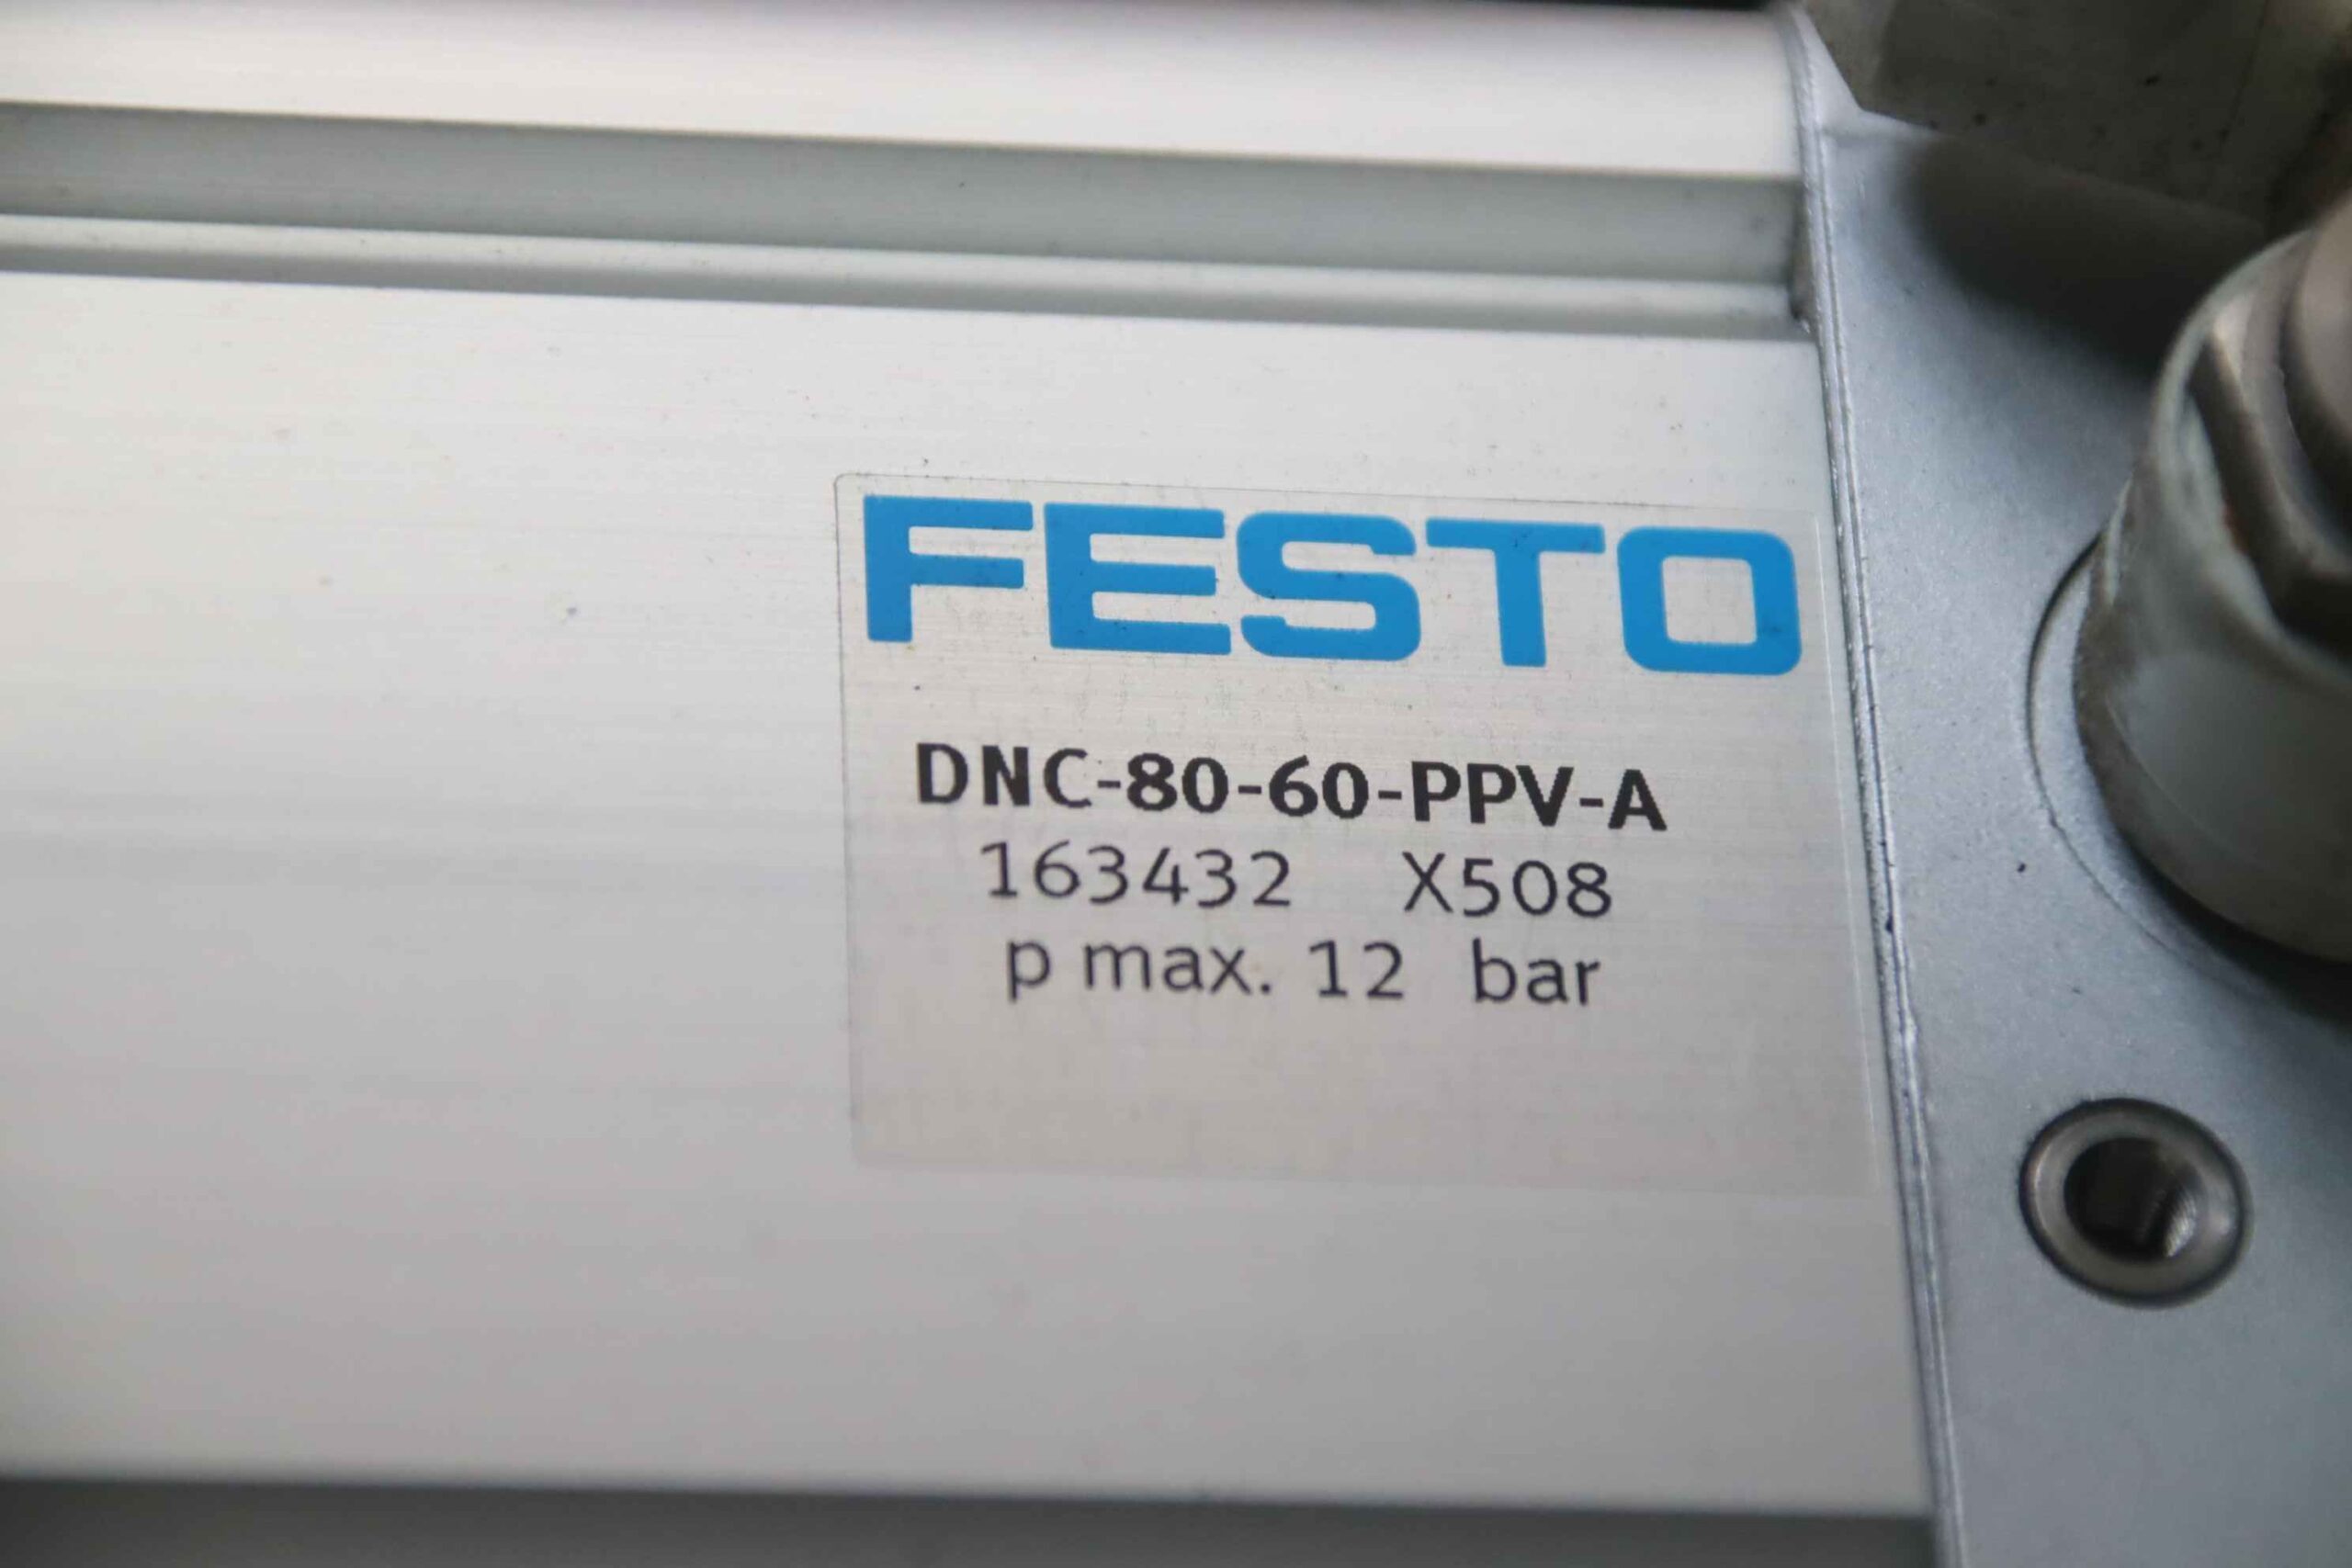 FESTO
DNC-80-60-PPV-A
163432 X508
p max. 12 bar